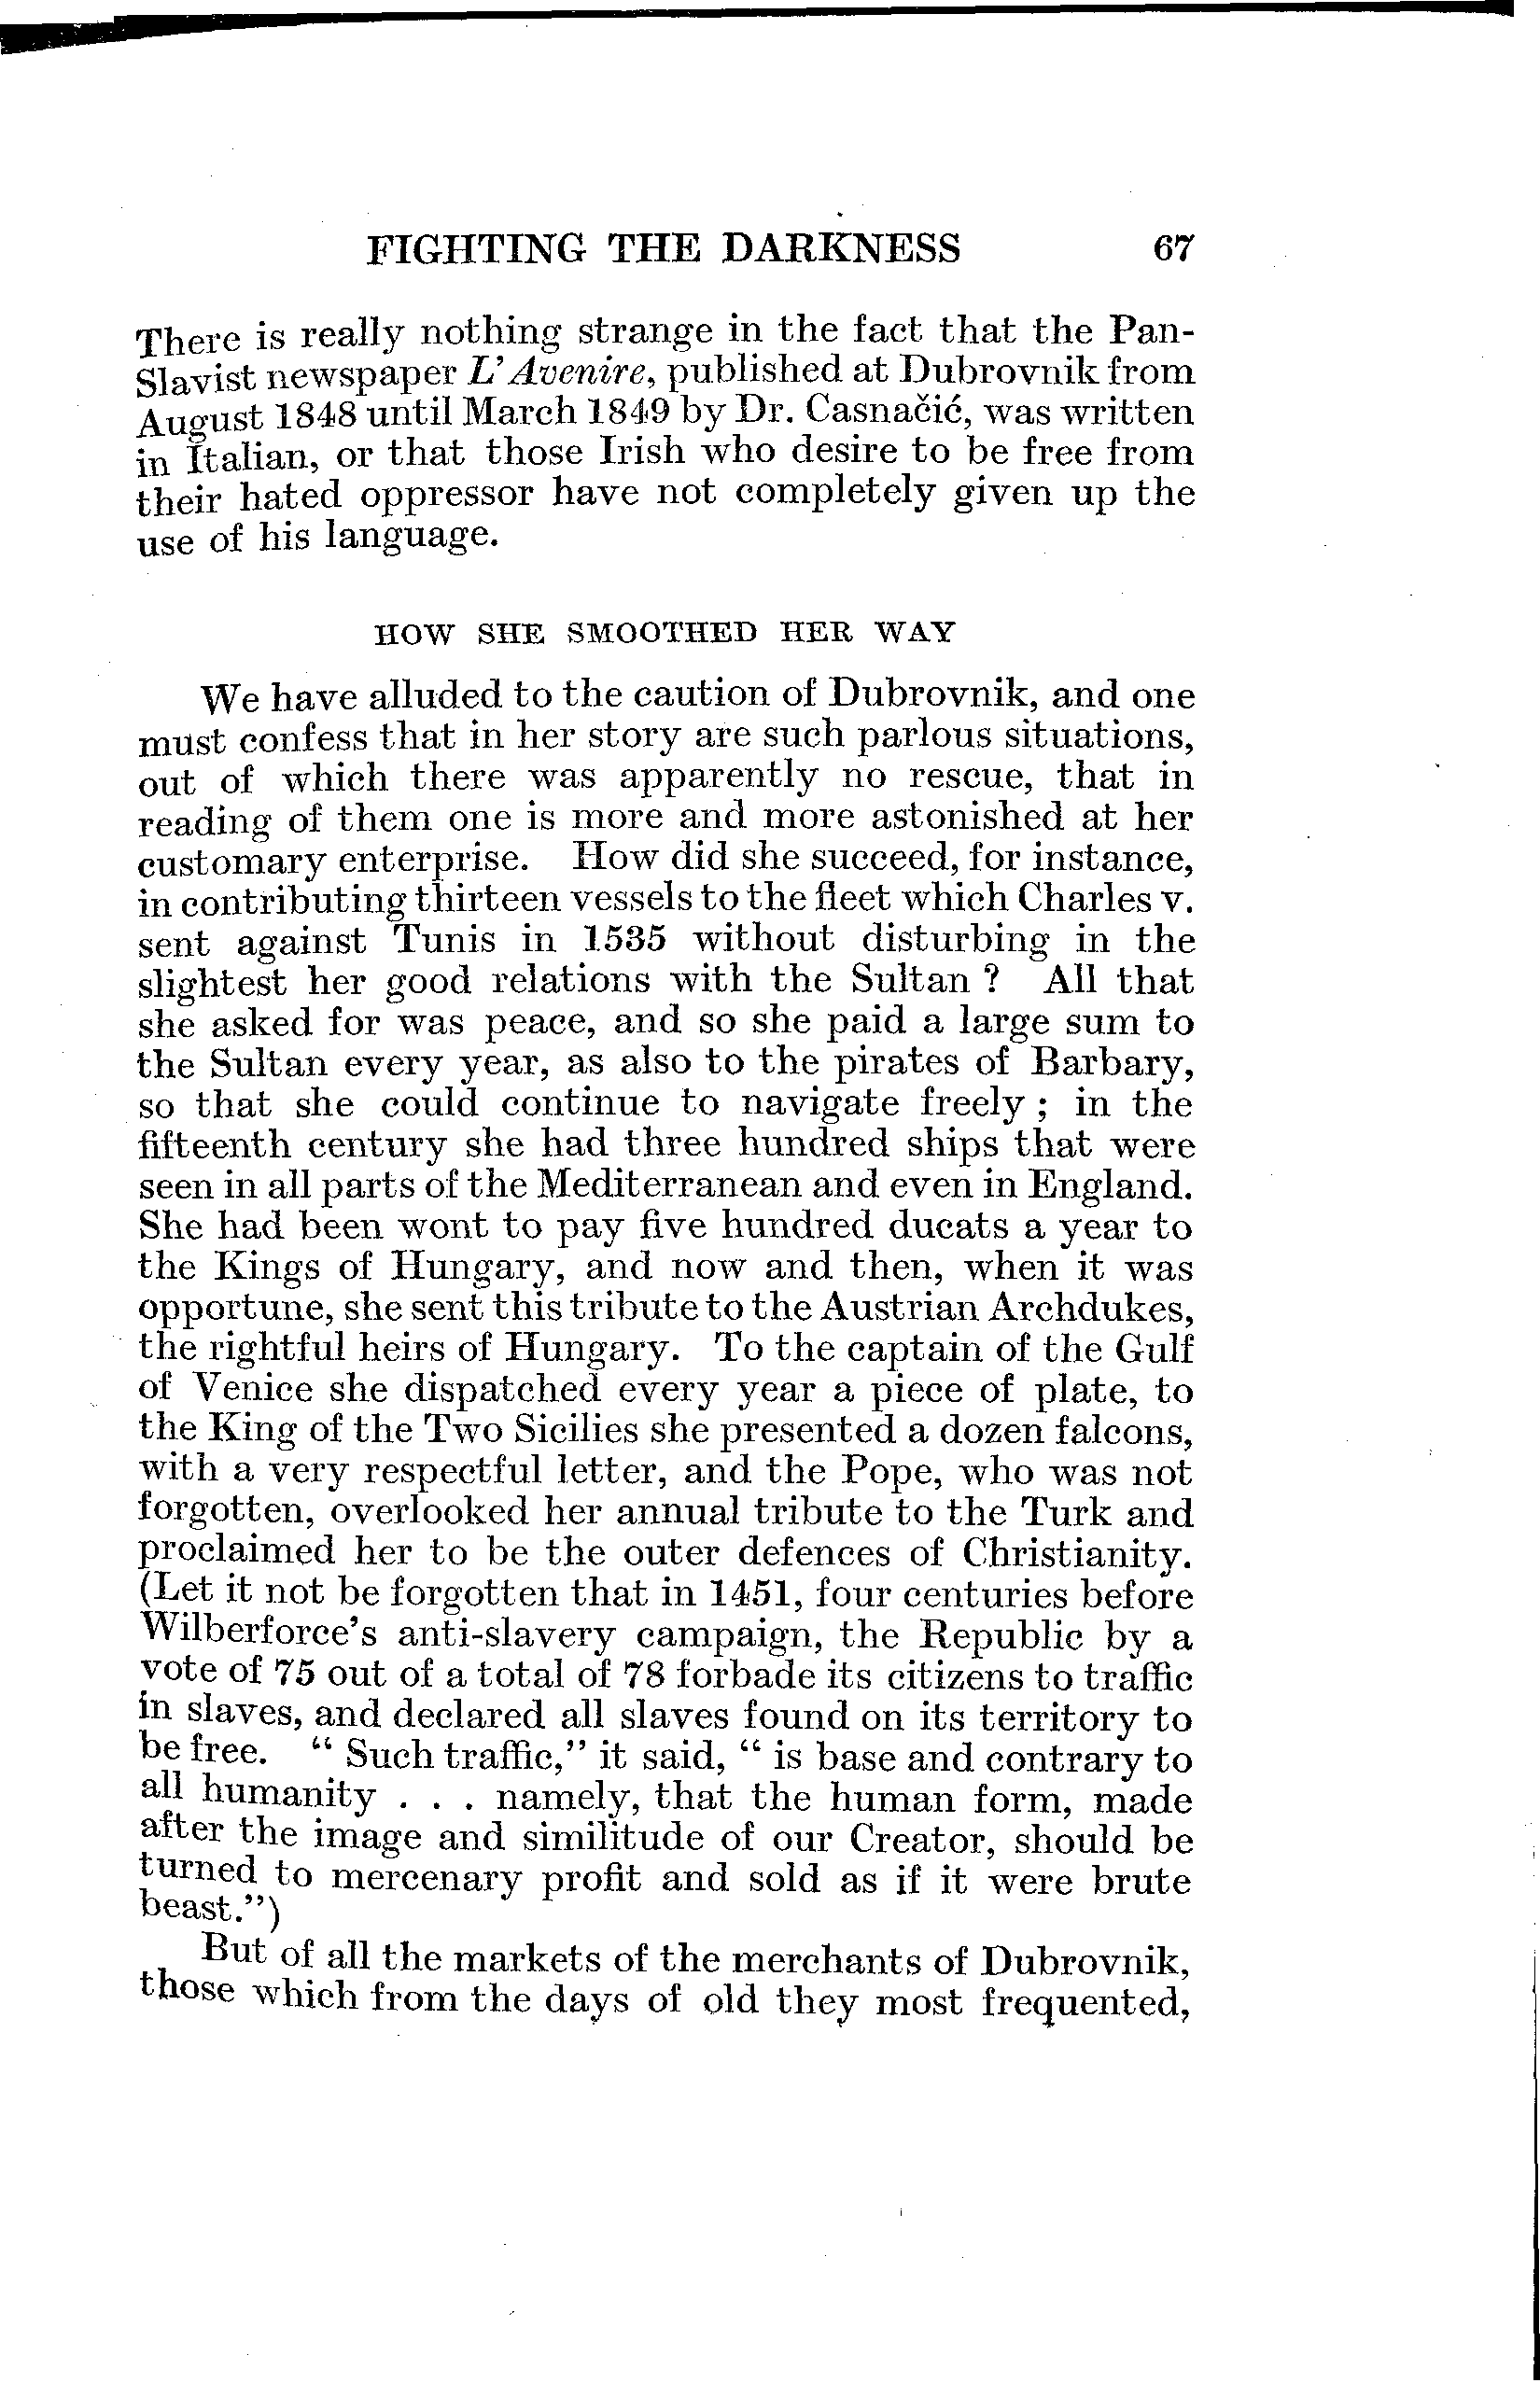 FIGHTING THE DARKNESS 67
There is really nothing strange in the fact that the Pan-
Slavist newspaper L'Avenire, published at Dubrovnik from
August 1848 until March 1849 by Dr. Casnačić, was written
in Italian, or that those Irish who desire to be free from
their hated oppressor have not completely given up the
use of his language.
HOW SHE SMOOTHED HER WAY
We have alluded to the caution of Dubrovnik, and one
must confess that in her story are such parlous situations,
out of which there was apparently no rescue, that in
reading of them one is more and more astonished at her
customary enterprise. How did she succeed, for instance,
in contributing thirteen vessels to the fleet which Charles v.
sent against Tunis in 1535 without disturbing in the
slightest her good relations with the Sultan ? All that
she asked for was peace, and so she paid a large sum to
the Sultan every year, as also to the pirates of Barbary,
so that she could continue to navigate freely ; in the
fifteenth century she had three hundred ships that were
seen in all parts of the Mediterranean and even in England.
She had been wont to pay five hundred ducats a year to
the Kings of Hungary, and now and then, when it was
opportune, she sent this tribute to the Austrian Archdukes,
the rightful heirs of Hungary. To the captain of the Gulf
of Venice she dispatched every year a piece of plate, to
the King of the Two Sicilies she presented a dozen falcons,
with a very respectful letter, and the Pope, who was not
forgotten, overlooked her annual tribute to the Turk and
proclaimed her to be the outer defences of Christianity.
(Let it not be forgotten that in 1451, four centuries before
Wilberforce's anti-slavery campaign, the Republic by a
vote of 75 out of a total of 78 forbade its citizens to traffic
in slaves, and declared all slaves found on its territory to
be free. “ Such traffic,” it said, “ is base and contrary to
all humanity . . . namely, that the human form, made
after the image and similitude of our Creator, should be
turned to mercenary profit and sold as if it were brute
beast.”)
But of all the markets of the merchants of Dubrovnik,
those which from the days of old they most frequented,